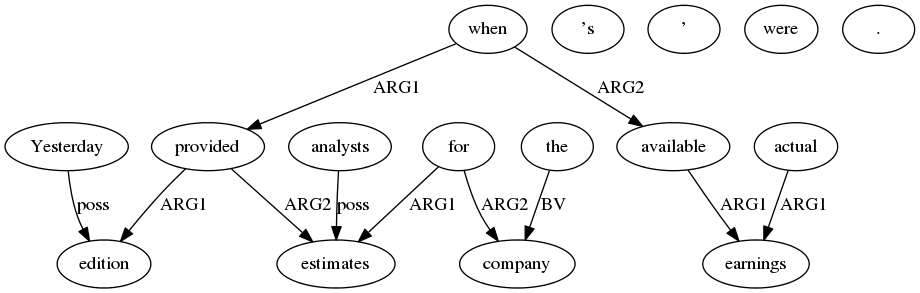 when 's ' were .
ARG1 ARG2
Yesterday provided analysts for the available actual
poss ARG1 ARG2 poss ARG1 ARG2 BV ARG1 ARG1
edition estimates company earnings